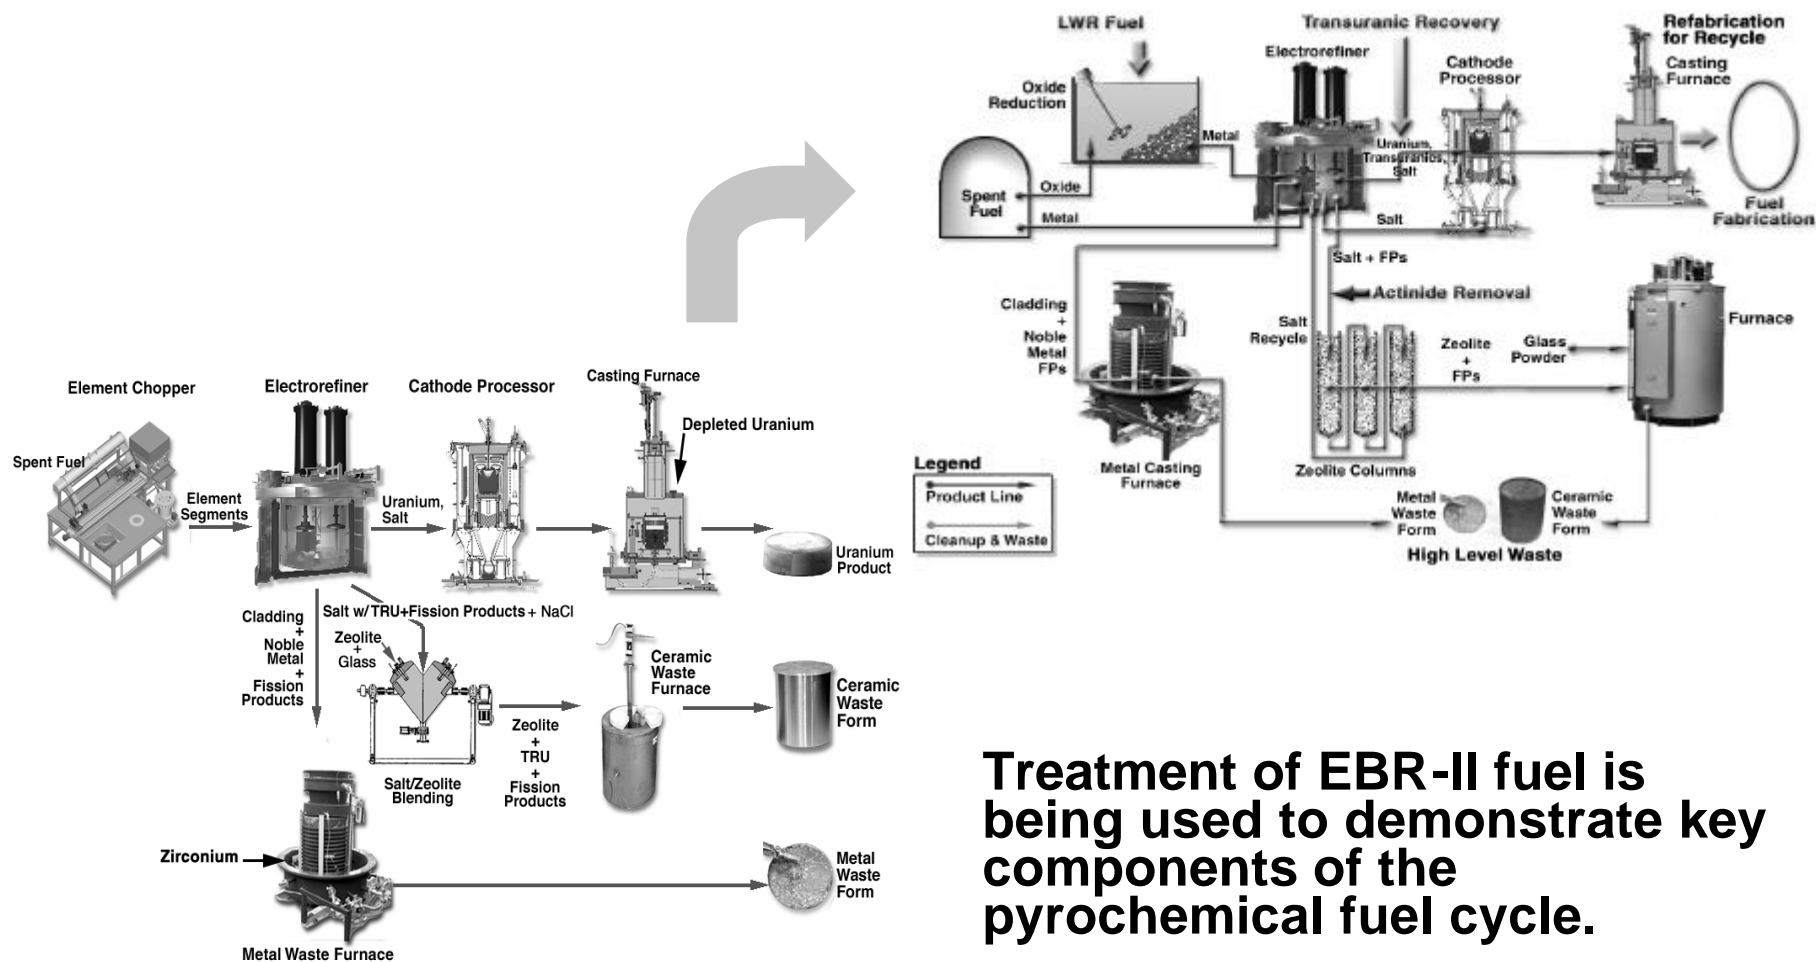 LWR Fuel
Transuranic Recovery
Refabrication
for Recycle
Electrorefiner
Cathode
Processor
Casting
Furnace
Oxide
Reduction
Metal
Uranium,
Transuranics,
Salt
Spent
Fuel
Oxide
Metal
Salt
Fuel
Fabrication
Salt + FPs
Actinide Removal
Cladding
+
Noble
Metal
FPs
Salt
Recycle
Zeolite
+
FPs
Glass
Powder
Furnace
Metal Casting
Furnace
Zeolite Columns
Legend
Product Line
Cleanup & Waste
Metal
Waste
Form
Ceramic
Waste
Form
High Level Waste
Element Chopper
Electrorefiner
Cathode Processor
Casting Furnace
Depleted Uranium
Spent Fuel
Element
Segments
Uranium,
Salt
Uranium
Product
Salt w/TRU+Fission Products + NaCl
Cladding
+
Noble
Metal
+
Fission
Products
Zeolite
+
Glass
Ceramic
Waste
Furnace
Ceramic
Waste
Form
Zeolite
+
TRU
+
Fission
Products
Salt/Zeolite
Blending
Zirconium
Metal
Waste
Form
Metal Waste Furnace
Treatment of EBR-II fuel is
being used to demonstrate key
components of the
pyrochemical fuel cycle.